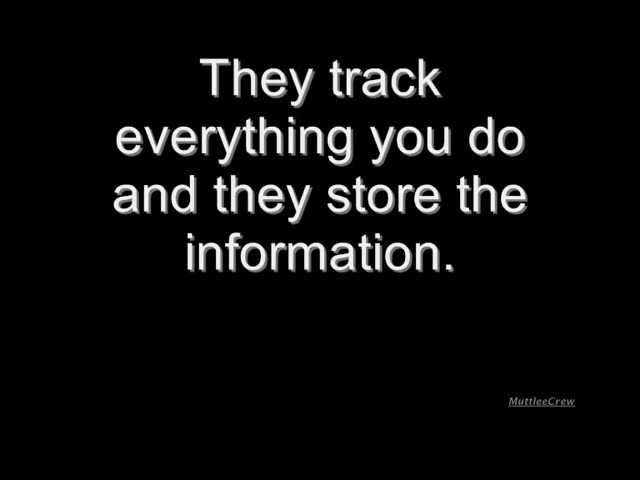 They track
everything you do
and they store the
information.
MuttleeCrew